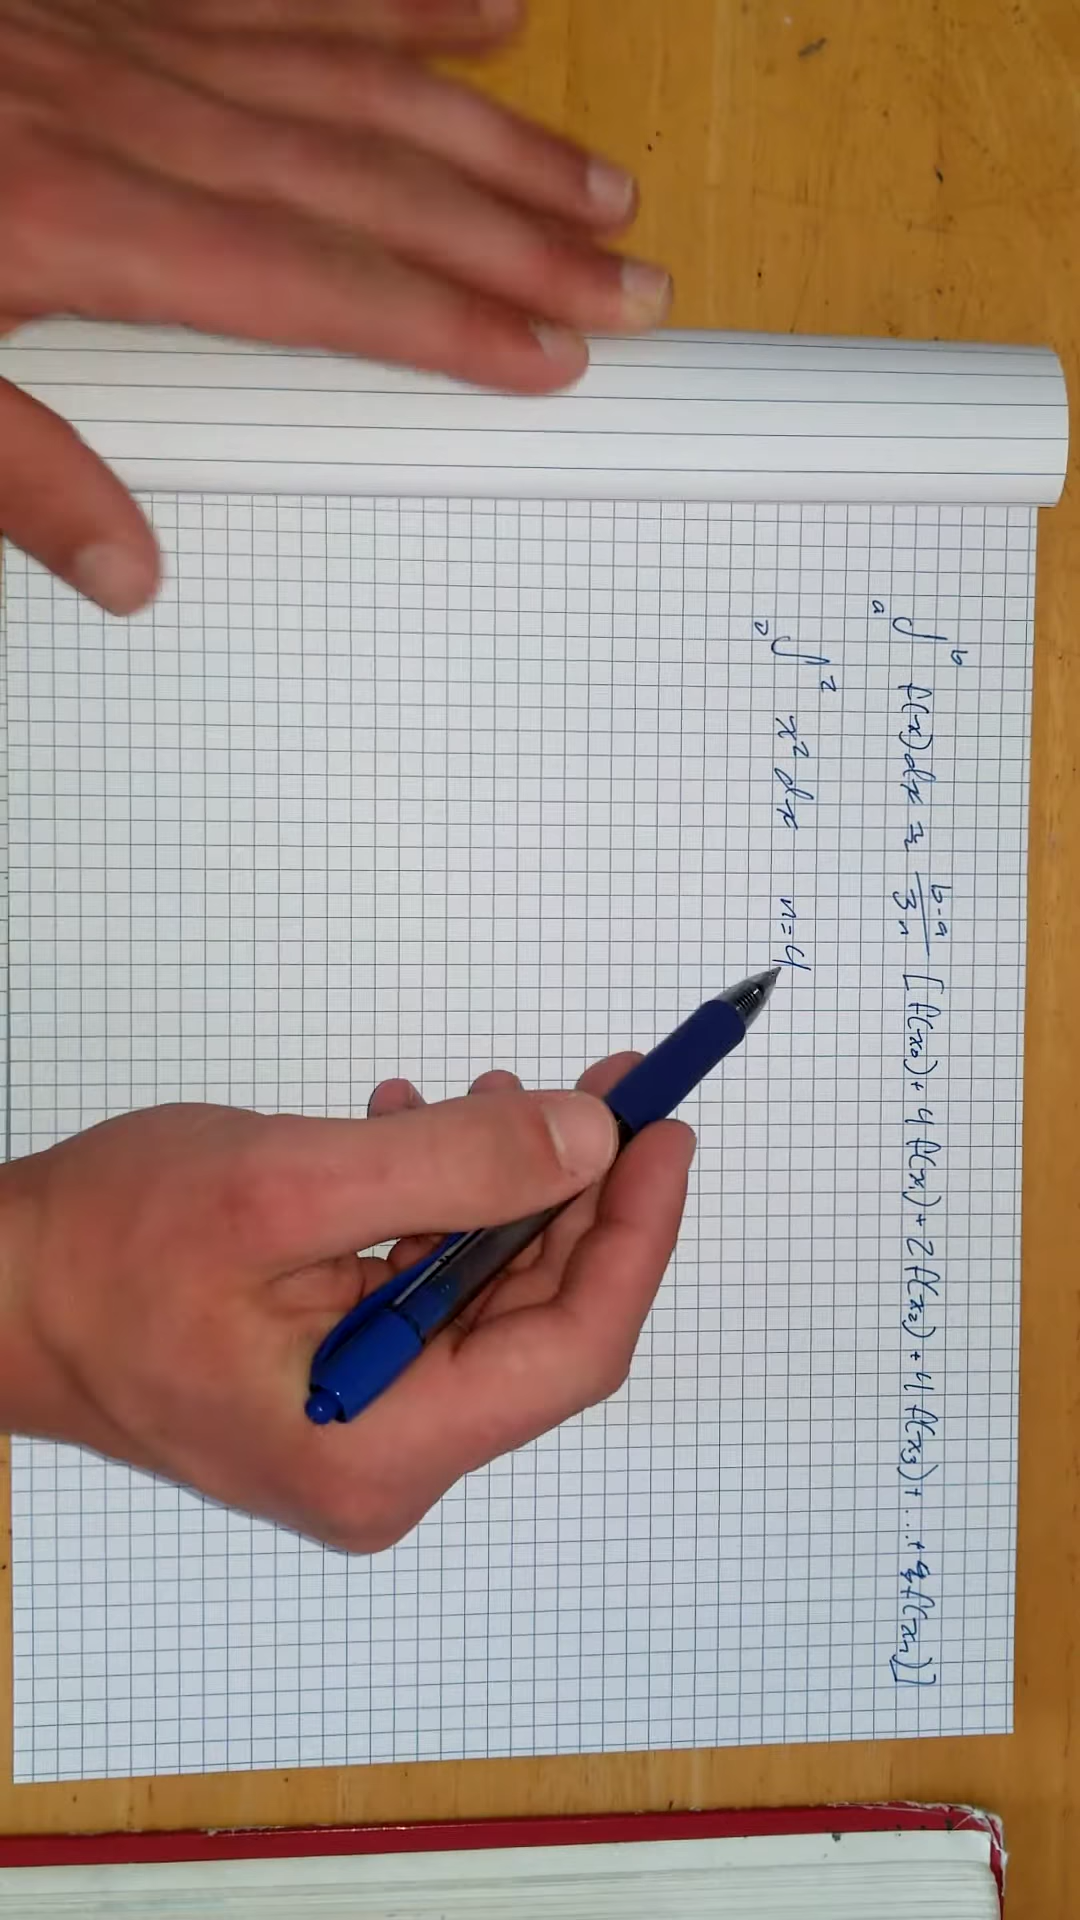 ∫ₐᵇ f(x)dx ≈ (b-a)/3n [f(x₀)+ 4f(x₁)+ 2f(x₂)+ 4f(x₃)+ ....+ f(xₙ)]
∫₀² x² dx n=4